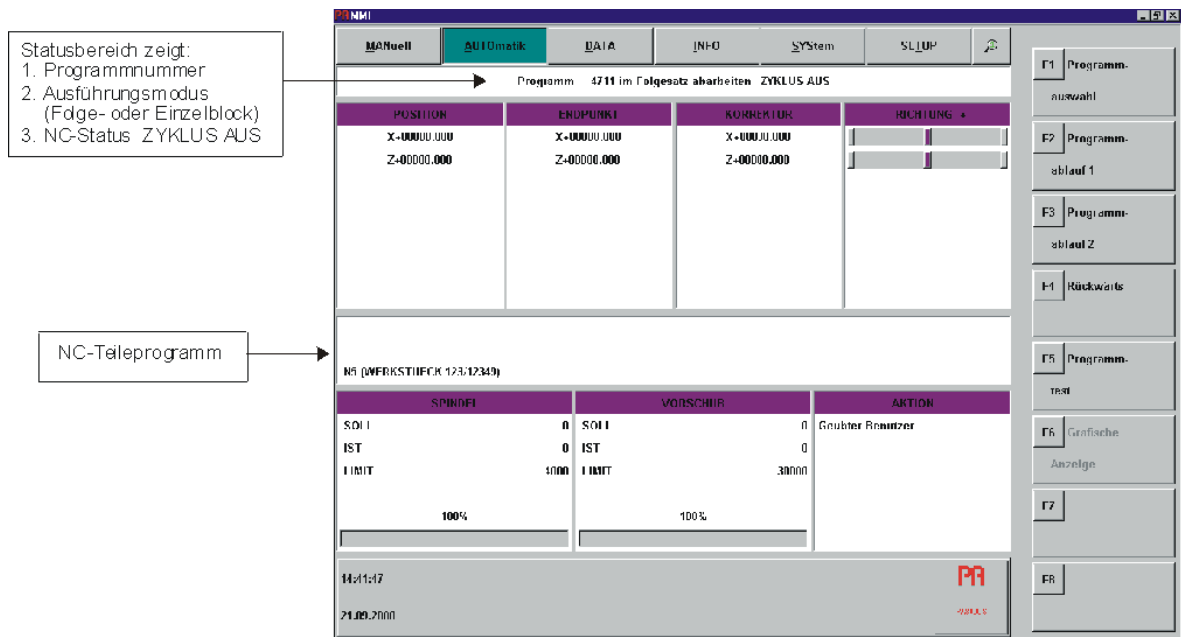 PA MMI
Statusbereich zeigt:
1. Programmnummer
2. Ausführungsmodus
(Folge- oder Einzelblock)
3. NC-Status ZYKLUS AUS
NC-Teileprogramm
MANuell AUTOmatik DATA INFO SYStem SETUP
Programm 4711 im Folgesatz abarbeiten ZYKLUS AUS
POSITION ENDPUNKT KORREKTUR RICHTUNG +
X+00000.000 X+00000.000 X+00000.000
Z+00000.000 Z+00000.000 Z+00000.000
N5 (WERKSTUECK 123/12349)
SPINDEL VORSCHUB AKTION
SOLL 0 SOLL 0 Geubter Benutzer
IST 0 IST 0
LIMIT 4000 LIMIT 30000
100% 100%
14:41:47
21.09.2000
PA
F1 Programm-
auswahl
F2 Programm-
ablauf 1
F3 Programm-
ablauf 2
F4 Rückwärts
F5 Programm-
test
F6 Grafische
Anzeige
F7
F8